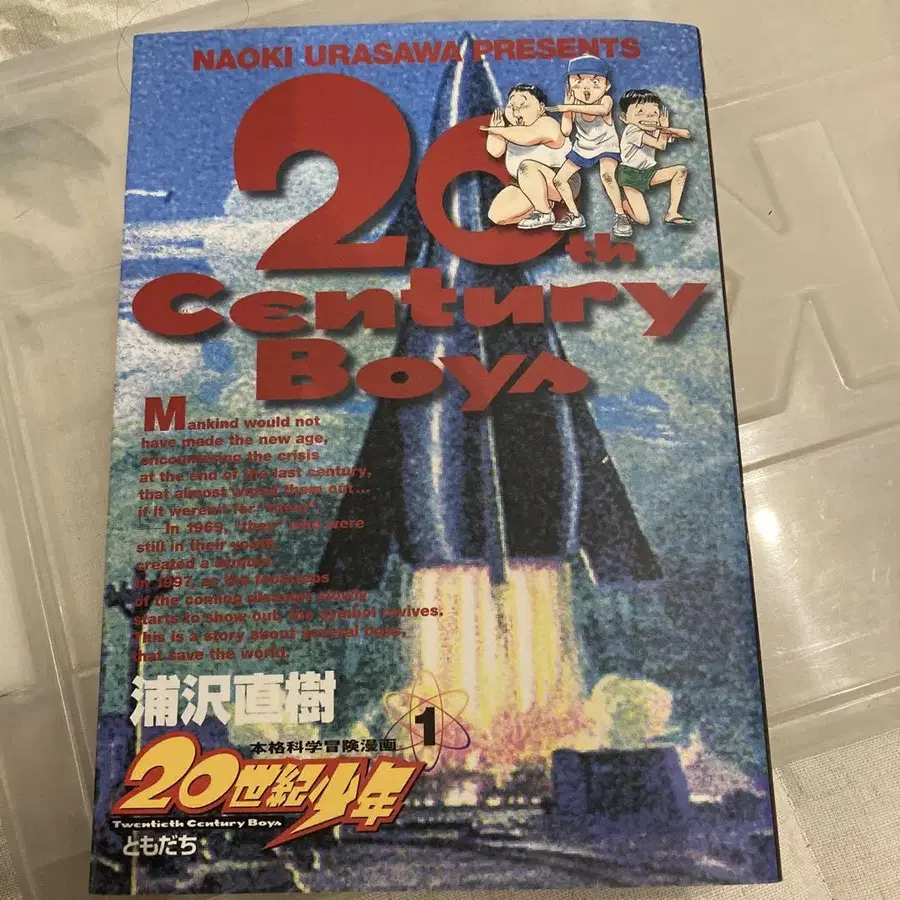 NAOKI URASAWA PRESENTS
20th
Century
Boys
Mankind would not
have made the new age,
encountering the crisis
at the end of the last century,
that almost wiped them out...
if it weren't for "them".
In 1969, "they" who were
still in their youth,
created a symbol.
In 1997, as the footsteps
of the coming disaster slowly
starts to show out, the symbol revives.
This is a story about
that save the world.
浦沢直樹
本格科学冒険漫画
1
20世紀少年
Twentieth Century Boys
ともだち